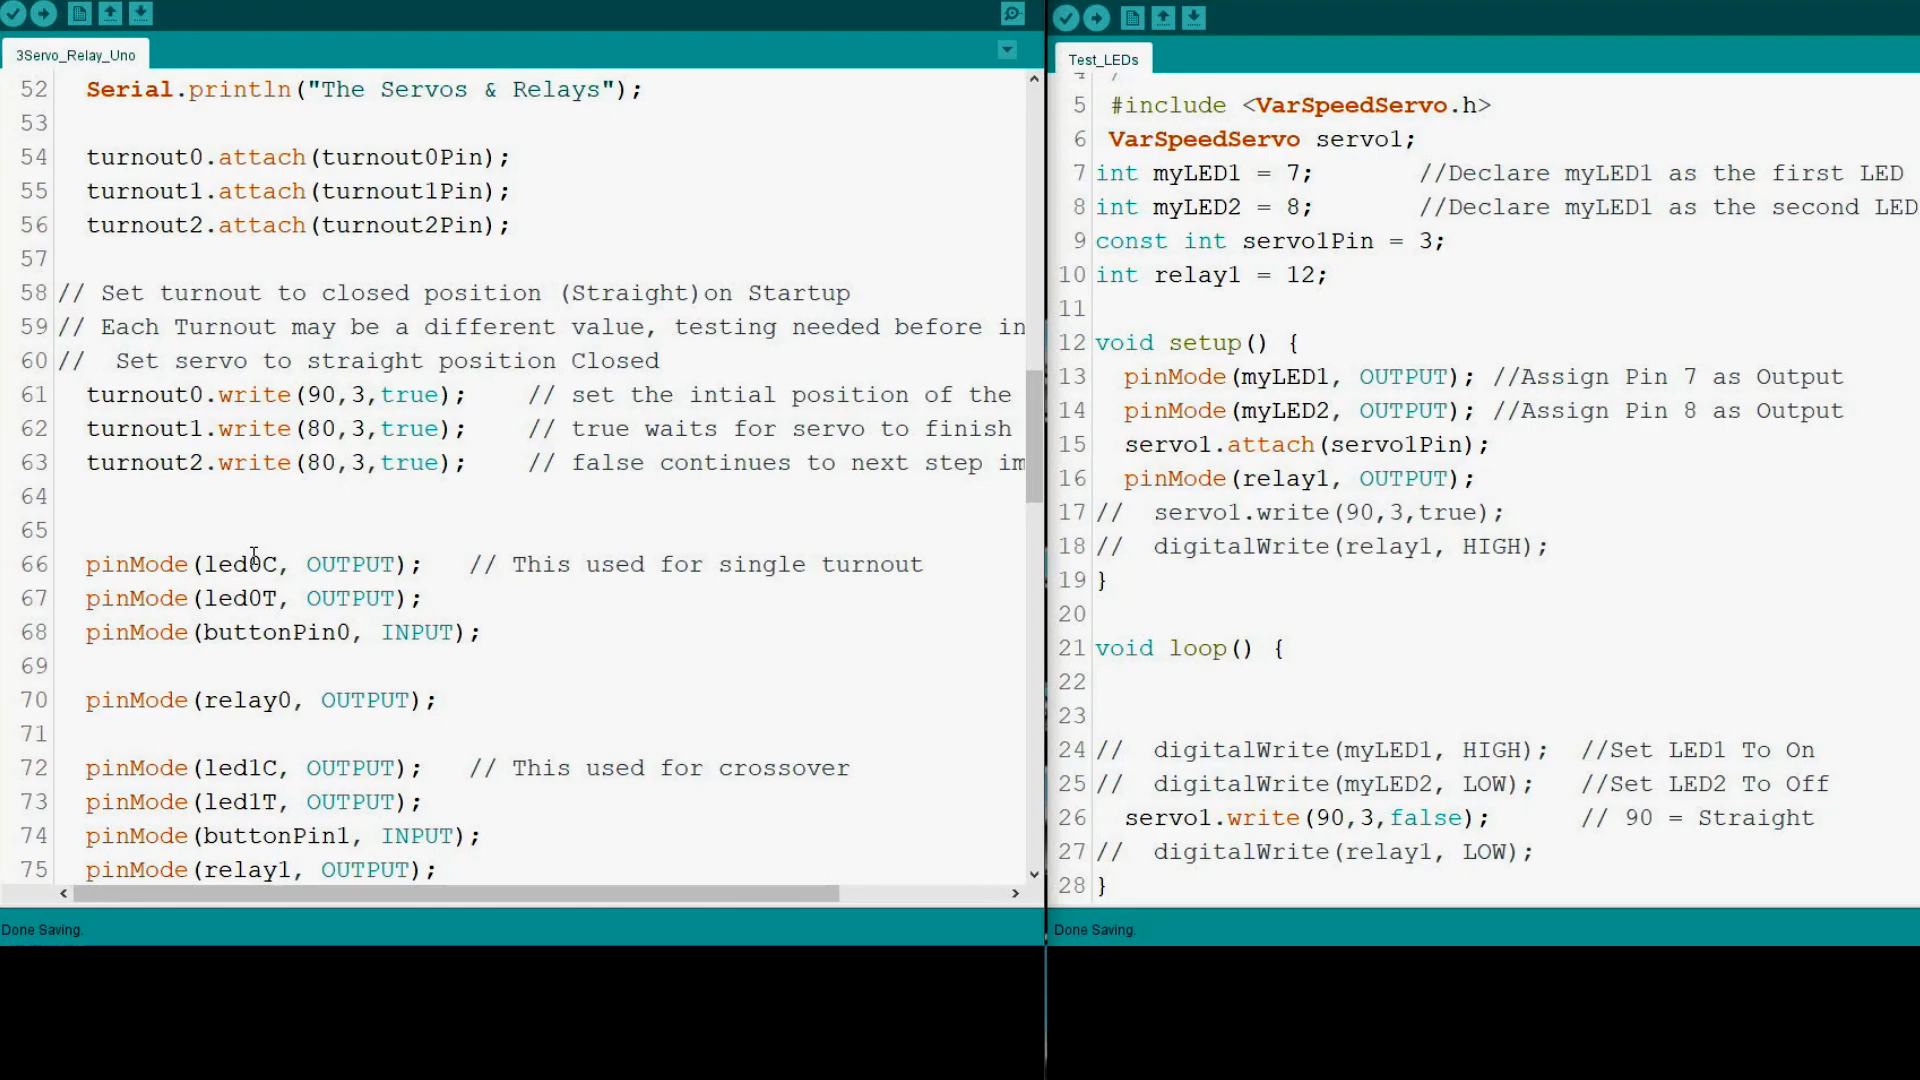 3Servo_Relay_Uno
52 Serial.println("The Servos & Relays");
53
54 turnout0.attach(turnout0Pin);
55 turnout1.attach(turnout1Pin);
56 turnout2.attach(turnout2Pin);
57
58 // Set turnout to closed position (Straight)on Startup
59 // Each Turnout may be a different value, testing needed before in
60 //  Set servo to straight position Closed
61 turnout0.write(90,3,true);    // set the intial position of the
62 turnout1.write(80,3,true);    // true waits for servo to finish
63 turnout2.write(80,3,true);    // false continues to next step im
64
65
66 pinMode(led0C, OUTPUT);   // This used for single turnout
67 pinMode(led0T, OUTPUT);
68 pinMode(buttonPin0, INPUT);
69
70 pinMode(relay0, OUTPUT);
71
72 pinMode(led1C, OUTPUT);   // This used for crossover
73 pinMode(led1T, OUTPUT);
74 pinMode(buttonPin1, INPUT);
75 pinMode(relay1, OUTPUT);
Done Saving.
Test_LEDs
4 /
5 #include <VarSpeedServo.h>
6 VarSpeedServo servo1;
7 int myLED1 = 7;       //Declare myLED1 as the first LED
8 int myLED2 = 8;       //Declare myLED1 as the second LED
9 const int servo1Pin = 3;
10 int relay1 = 12;
11
12 void setup() {
13 pinMode(myLED1, OUTPUT); //Assign Pin 7 as Output
14 pinMode(myLED2, OUTPUT); //Assign Pin 8 as Output
15 servo1.attach(servo1Pin);
16 pinMode(relay1, OUTPUT);
17 //  servo1.write(90,3,true);
18 //  digitalWrite(relay1, HIGH);
19 }
20
21 void loop() {
22
23
24 //  digitalWrite(myLED1, HIGH);  //Set LED1 To On
25 //  digitalWrite(myLED2, LOW);   //Set LED2 To Off
26 servo1.write(90,3,false);      // 90 = Straight
27 //  digitalWrite(relay1, LOW);
28 }
Done Saving.